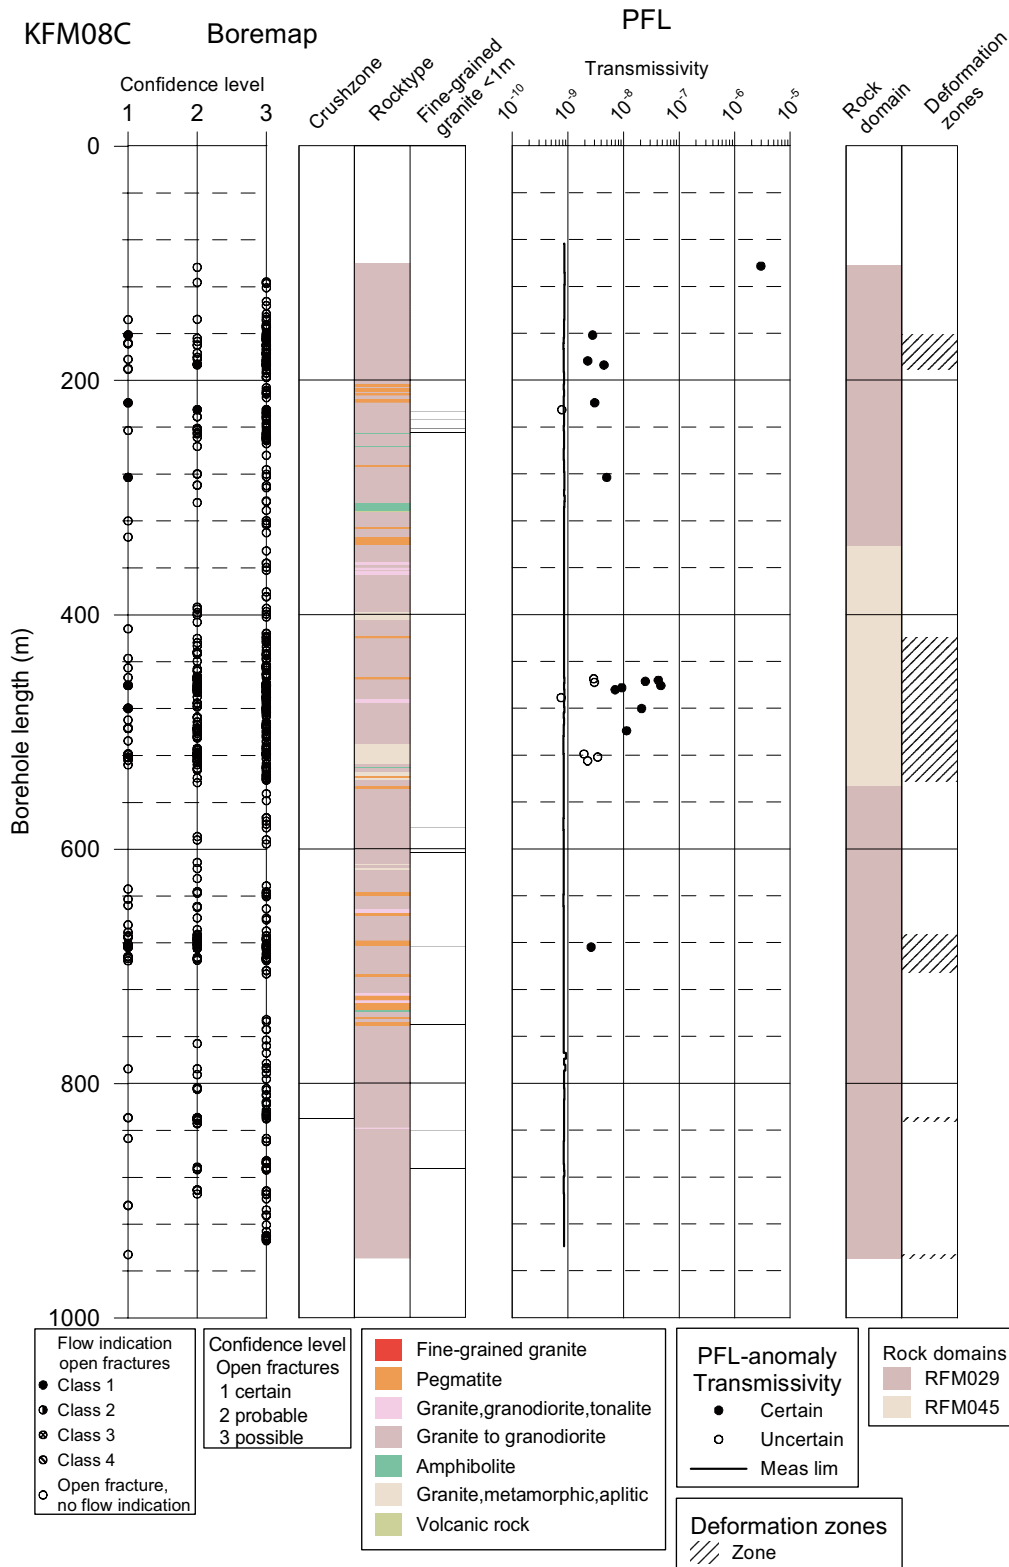 KFM08C
Boremap
PFL
Confidence level
1 2 3
Crushzone
Rocktype
Fine-grained
granite <1m
Transmissivity
10⁻¹⁰ 10⁻⁹ 10⁻⁸ 10⁻⁷ 10⁻⁶ 10⁻⁵
Rock
domain
Deformation
zones
0
200
400
600
800
1000
Borehole length (m)
Flow indication
open fractures
Class 1
Class 2
Class 3
Class 4
Open fracture,
no flow indication
Confidence level
Open fractures
1 certain
2 probable
3 possible
Fine-grained granite
Pegmatite
Granite,granodiorite,tonalite
Granite to granodiorite
Amphibolite
Granite,metamorphic,aplitic
Volcanic rock
PFL-anomaly
Transmissivity
Certain
Uncertain
Meas lim
Rock domains
RFM029
RFM045
Deformation zones
Zone